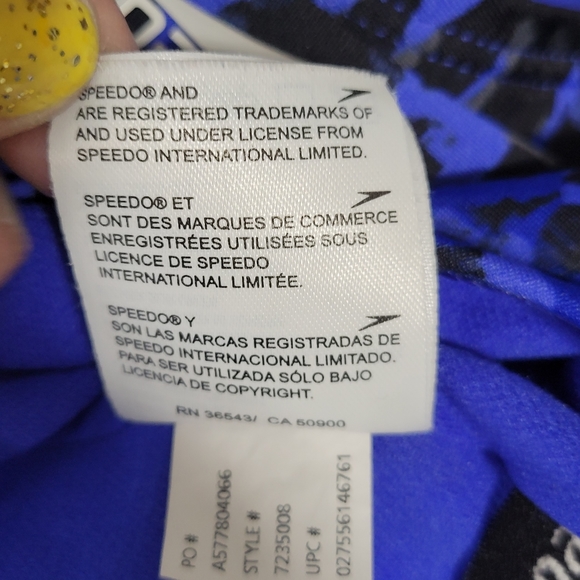 SPEEDO® AND
ARE REGISTERED TRADEMARKS OF
AND USED UNDER LICENSE FROM
SPEEDO INTERNATIONAL LIMITED.
SPEEDO® ET
SONT DES MARQUES DE COMMERCE
ENREGISTRÉES UTILISÉES SOUS
LICENCE DE SPEEDO
INTERNATIONAL LIMITÉE.
SPEEDO® Y
SON LAS MARCAS REGISTRADAS DE
SPEEDO INTERNACIONAL LIMITADO.
PARA SER UTILIZADA SÓLO BAJO
LICENCIA DE COPYRIGHT.
RN 36543/ CA 50900
PO #
A577804066
STYLE #
7235008
UPC #
027556146761